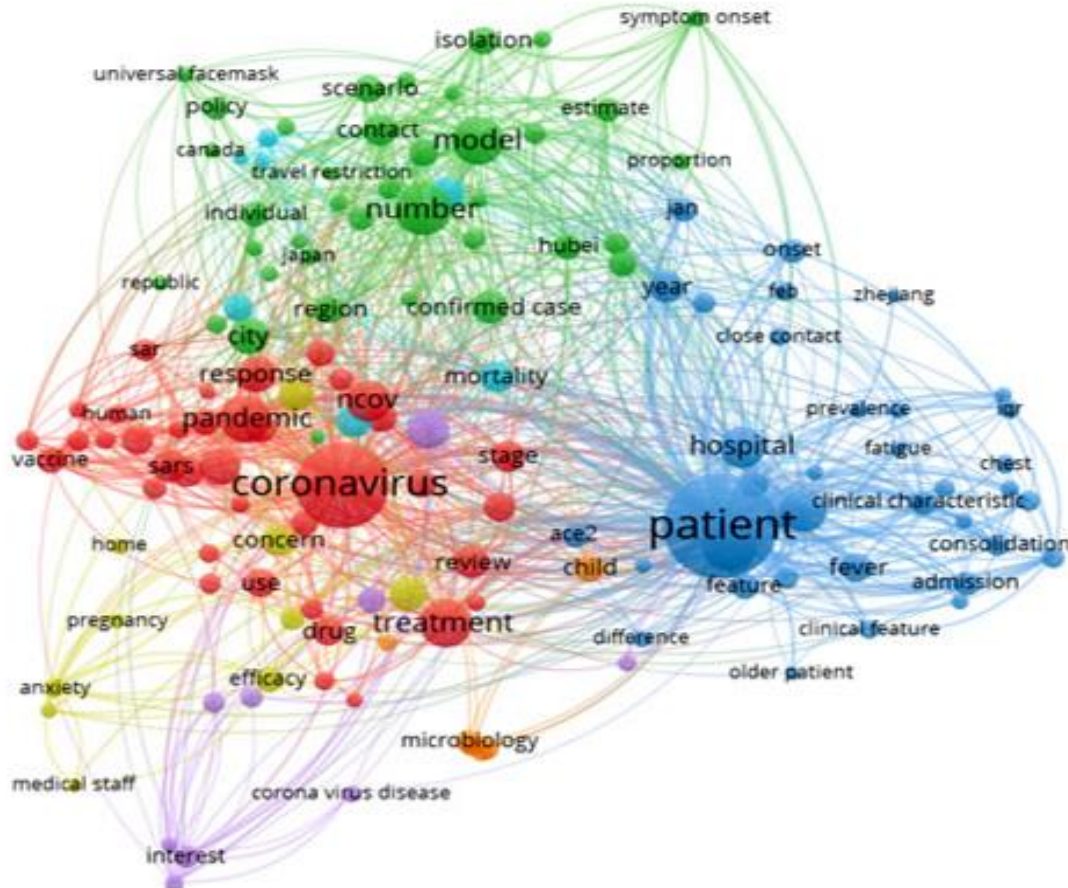 symptom onset
isolation
universal facemask
scenario
policy
estimate
contact
model
canada
proportion
travel restriction
number
jan
individual
hubei
onset
japan
republic
year
feb
zhejiang
region
confirmed case
city
close contact
sar
response
mortality
ncov
prevalence
iqr
human
pandemic
hospital
fatigue
vaccine
sars
stage
chest
coronavirus
clinical characteristic
patient
concern
ace2
consolidation
home
review
child
fever
use
feature
admission
pregnancy
drug
treatment
difference
clinical feature
older patient
efficacy
anxiety
microbiology
medical staff
corona virus disease
interest